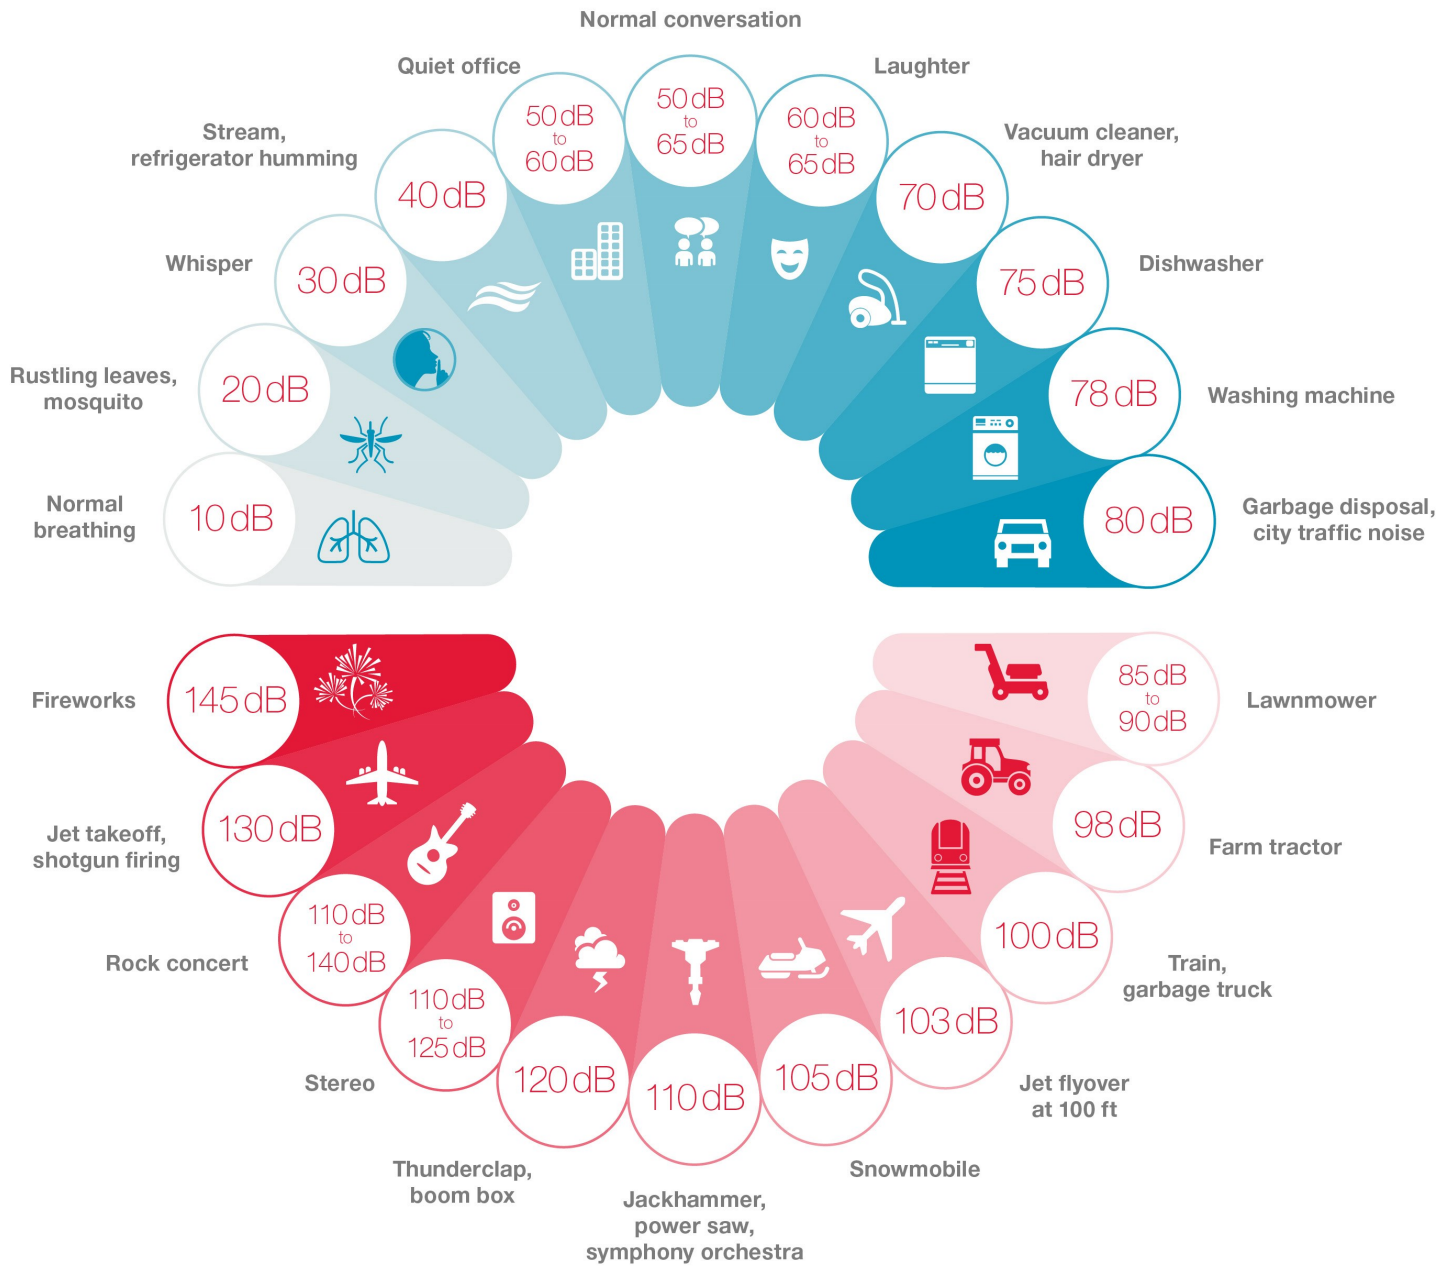 Normal
breathing
10 dB
Rustling leaves,
mosquito
20 dB
Whisper
30 dB
Stream,
refrigerator humming
40 dB
Quiet office
50 dB
to
60 dB
Normal conversation
50 dB
to
65 dB
Laughter
60 dB
to
65 dB
Vacuum cleaner,
hair dryer
70 dB
Dishwasher
75 dB
Washing machine
78 dB
Garbage disposal,
city traffic noise
80 dB
Lawnmower
85 dB
to
90 dB
Farm tractor
98 dB
Train,
garbage truck
100 dB
Jet flyover
at 100 ft
103 dB
Snowmobile
105 dB
Jackhammer,
power saw,
symphony orchestra
110 dB
Thunderclap,
boom box
120 dB
Stereo
110 dB
to
125 dB
Rock concert
110 dB
to
140 dB
Jet takeoff,
shotgun firing
130 dB
Fireworks
145 dB